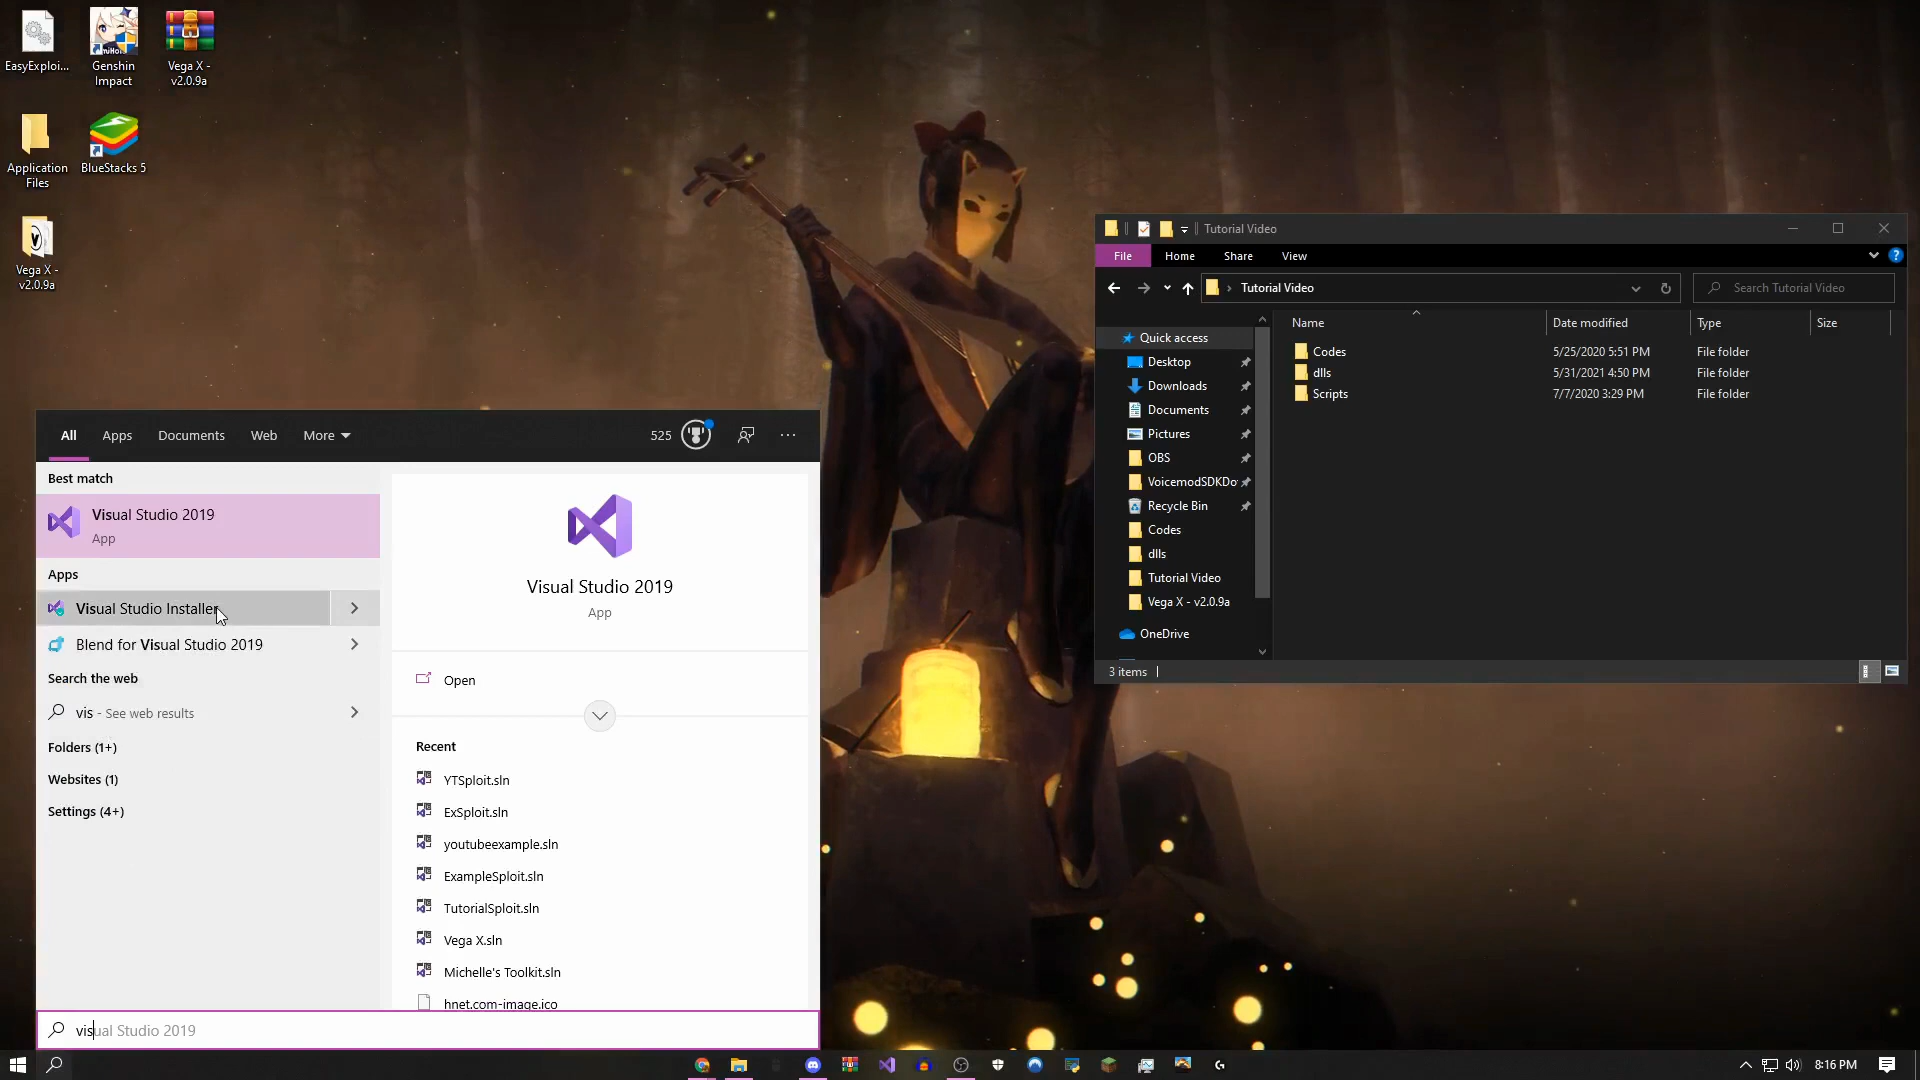 EasyExploi...
Genshin
Impact
Vega X -
v2.0.9a
Application
Files
BlueStacks 5
Vega X -
v2.0.9a
Tutorial Video
File
Home
Share
View
Tutorial Video
Search Tutorial Video
Name
Date modified
Type
Size
Quick access
Desktop
Downloads
Documents
Pictures
OBS
VoicemodSDKDo
Recycle Bin
Codes
dlls
Tutorial Video
Vega X - v2.0.9a
OneDrive
Codes 5/25/2020 5:51 PM File folder
dlls 5/31/2021 4:50 PM File folder
Scripts 7/7/2020 3:29 PM File folder
3 items
All
Apps
Documents
Web
More
525
Best match
Visual Studio 2019
App
Apps
Visual Studio Installer
Blend for Visual Studio 2019
Search the web
vis - See web results
Folders (1+)
Websites (1)
Settings (4+)
Visual Studio 2019
App
Open
Recent
YTSploit.sln
ExSploit.sln
youtubeexample.sln
ExampleSploit.sln
TutorialSploit.sln
Vega X.sln
Michelle's Toolkit.sln
hnet.com-image.ico
visual Studio 2019
8:16 PM